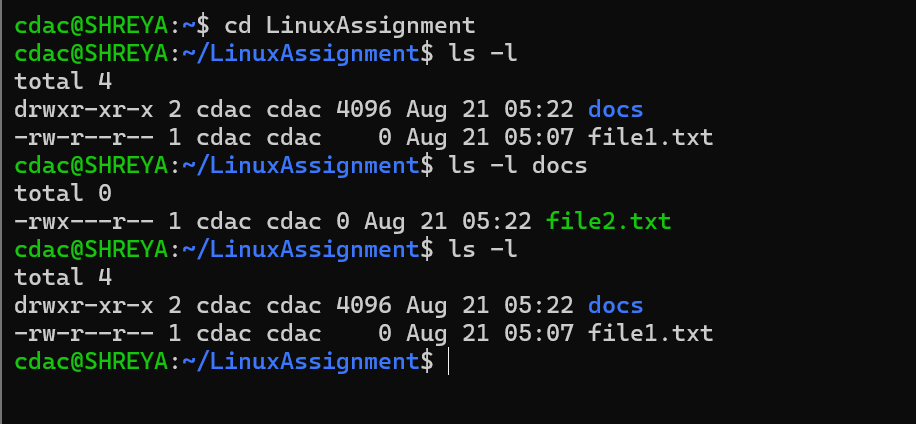 cdac@SHREYA:~$ cd LinuxAssignment
cdac@SHREYA:~/LinuxAssignment$ ls -l
total 4
drwxr-xr-x 2 cdac cdac 4096 Aug 21 05:22 docs
-rw-r--r-- 1 cdac cdac    0 Aug 21 05:07 file1.txt
cdac@SHREYA:~/LinuxAssignment$ ls -l docs
total 0
-rwx---r-- 1 cdac cdac 0 Aug 21 05:22 file2.txt
cdac@SHREYA:~/LinuxAssignment$ ls -l
total 4
drwxr-xr-x 2 cdac cdac 4096 Aug 21 05:22 docs
-rw-r--r-- 1 cdac cdac    0 Aug 21 05:07 file1.txt
cdac@SHREYA:~/LinuxAssignment$